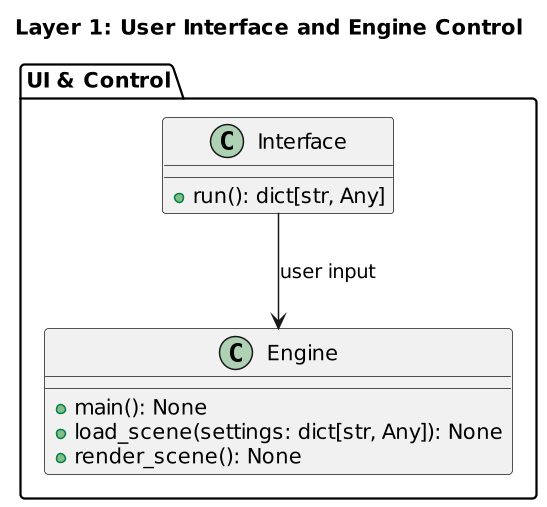 Layer 1: User Interface and Engine Control
UI & Control
C Interface
run(): dict[str, Any]
user input
C Engine
main(): None
load_scene(settings: dict[str, Any]): None
render_scene(): None